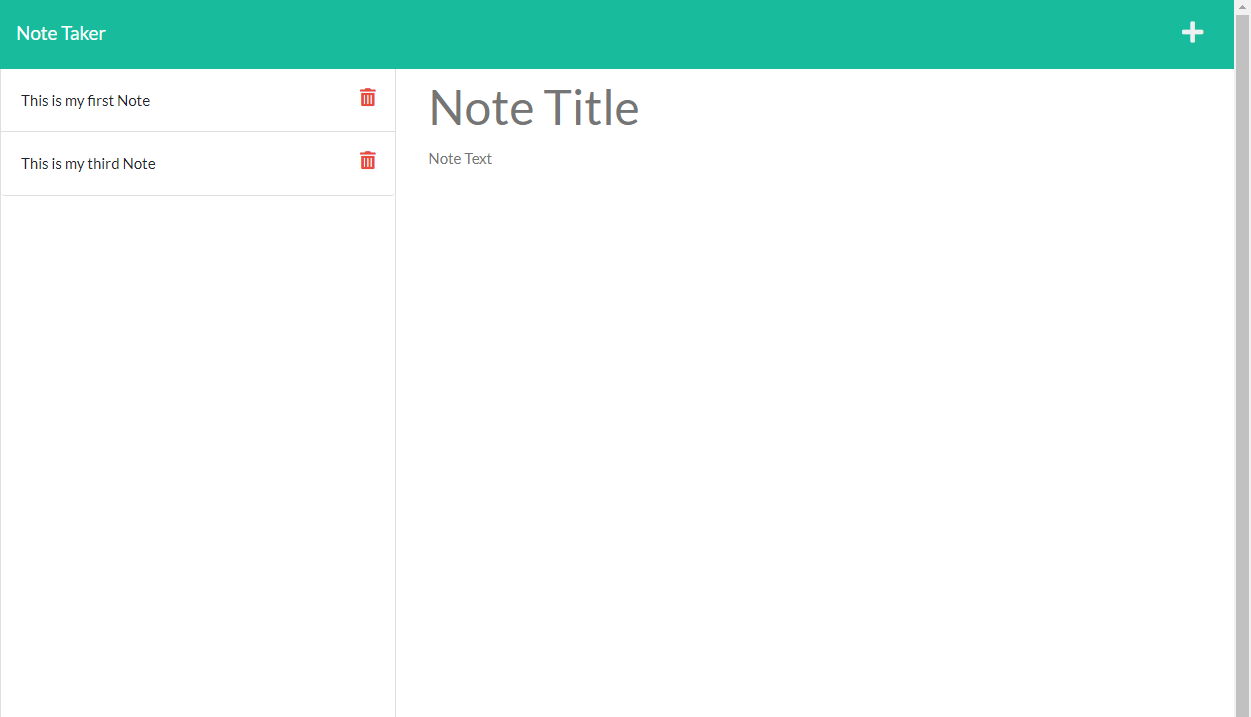 Note Taker
This is my first Note
This is my third Note
Note Title
Note Text